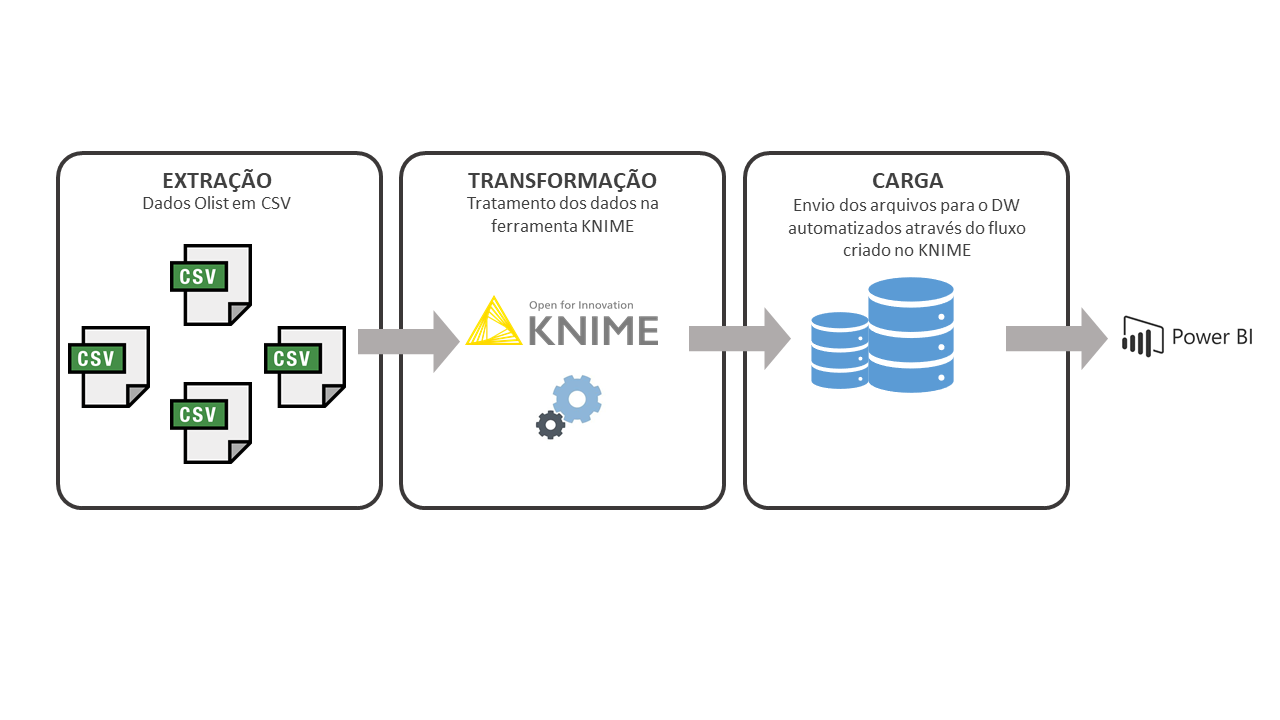 EXTRAÇÃO
Dados Olist em CSV
CSV
CSV
CSV
CSV
TRANSFORMAÇÃO
Tratamento dos dados na
ferramenta KNIME
Open for Innovation
KNIME
CARGA
Envio dos arquivos para o DW
automatizados através do fluxo
criado no KNIME
Power BI